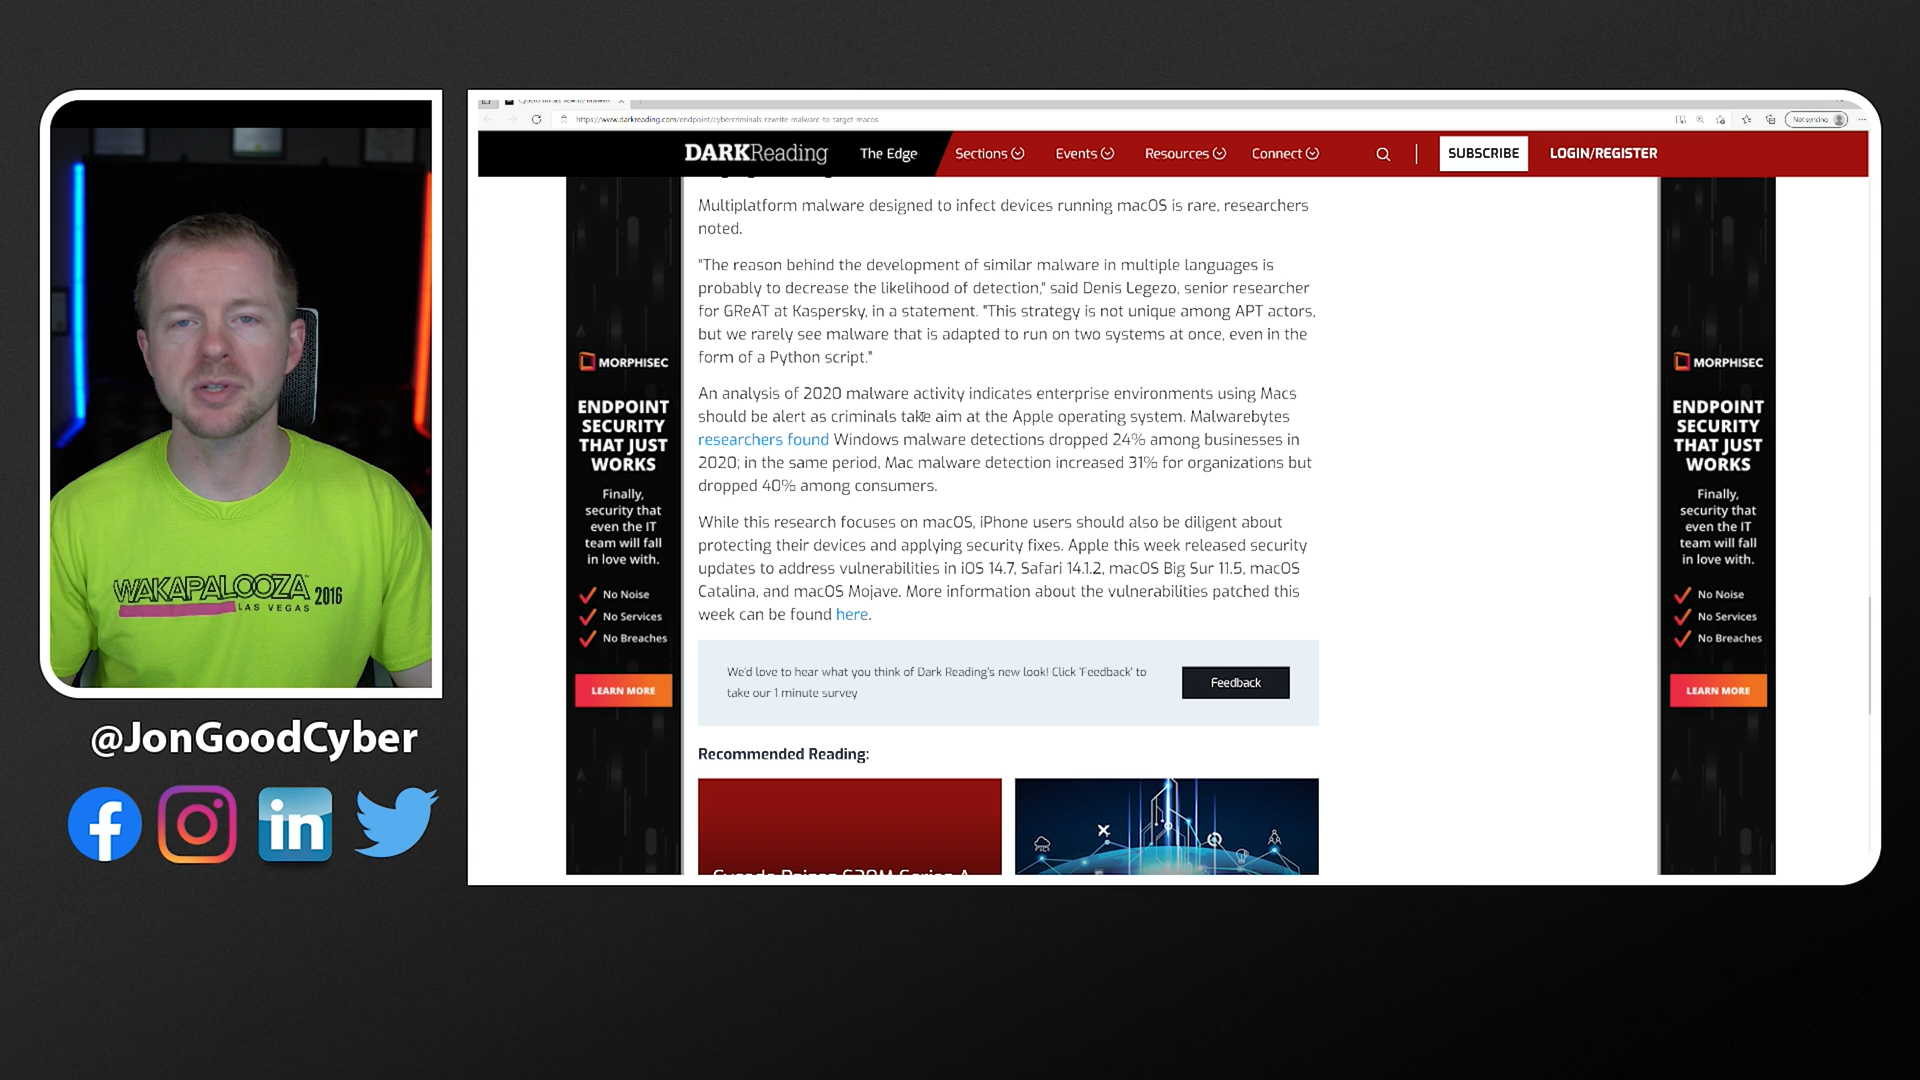 https://www.darkreading.com/endpoint/cybercriminals-rewrite-malware-to-target-macos
Not syncing
DARKReading
The Edge
Sections
Events
Resources
Connect
SUBSCRIBE
LOGIN/REGISTER
Multiplatform malware designed to infect devices running macOS is rare, researchers
noted.
"The reason behind the development of similar malware in multiple languages is
probably to decrease the likelihood of detection," said Denis Legezo, senior researcher
for GReAT at Kaspersky, in a statement. "This strategy is not unique among APT actors,
but we rarely see malware that is adapted to run on two systems at once, even in the
form of a Python script."
An analysis of 2020 malware activity indicates enterprise environments using Macs
should be alert as criminals take aim at the Apple operating system. Malwarebytes
researchers found Windows malware detections dropped 24% among businesses in
2020; in the same period, Mac malware detection increased 31% for organizations but
dropped 40% among consumers.
While this research focuses on macOS, iPhone users should also be diligent about
protecting their devices and applying security fixes. Apple this week released security
updates to address vulnerabilities in iOS 14.7, Safari 14.1.2, macOS Big Sur 11.5, macOS
Catalina, and macOS Mojave. More information about the vulnerabilities patched this
week can be found here.
We'd love to hear what you think of Dark Reading's new look! Click 'Feedback' to
take our 1 minute survey
Feedback
Recommended Reading:
MORPHISEC
ENDPOINT
SECURITY
THAT JUST
WORKS
Finally,
security that
even the IT
team will fall
in love with.
No Noise
No Services
No Breaches
LEARN MORE
MORPHISEC
ENDPOINT
SECURITY
THAT JUST
WORKS
Finally,
security that
even the IT
team will fall
in love with.
No Noise
No Services
No Breaches
LEARN MORE
WAKAPALOOZA 2016
LAS VEGAS
@JonGoodCyber
f
in